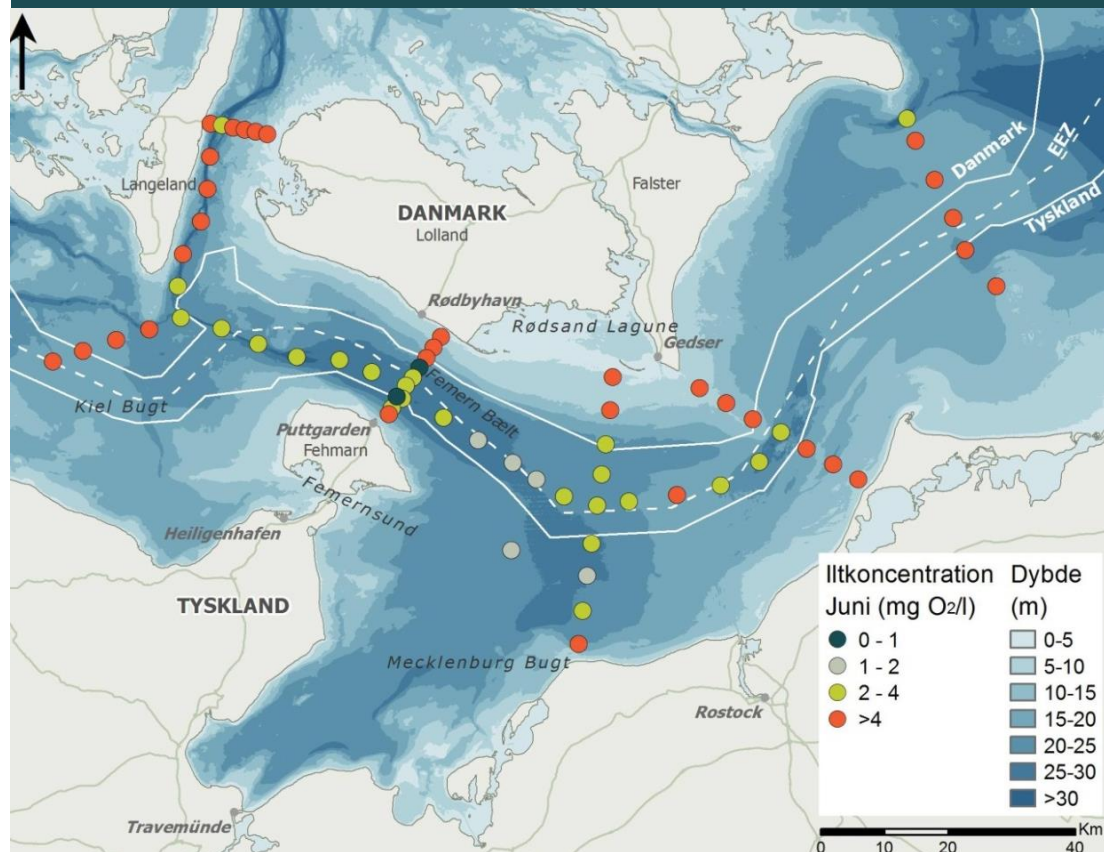 Danmark
EEZ
Tyskland
Langeland
DANMARK
Lolland
Falster
Rødbyhavn
Rødsand Lagune
Gedser
Femern Bælt
Kiel Bugt
Puttgarden
Fehmarn
Femernsund
Heiligenhafen
TYSKLAND
Mecklenburg Bugt
Rostock
Travemünde
Iltkoncentration
Juni (mg O2/l)
0 - 1
1 - 2
2 - 4
>4
Dybde
(m)
0-5
5-10
10-15
15-20
20-25
25-30
>30
Km
0 10 20 40